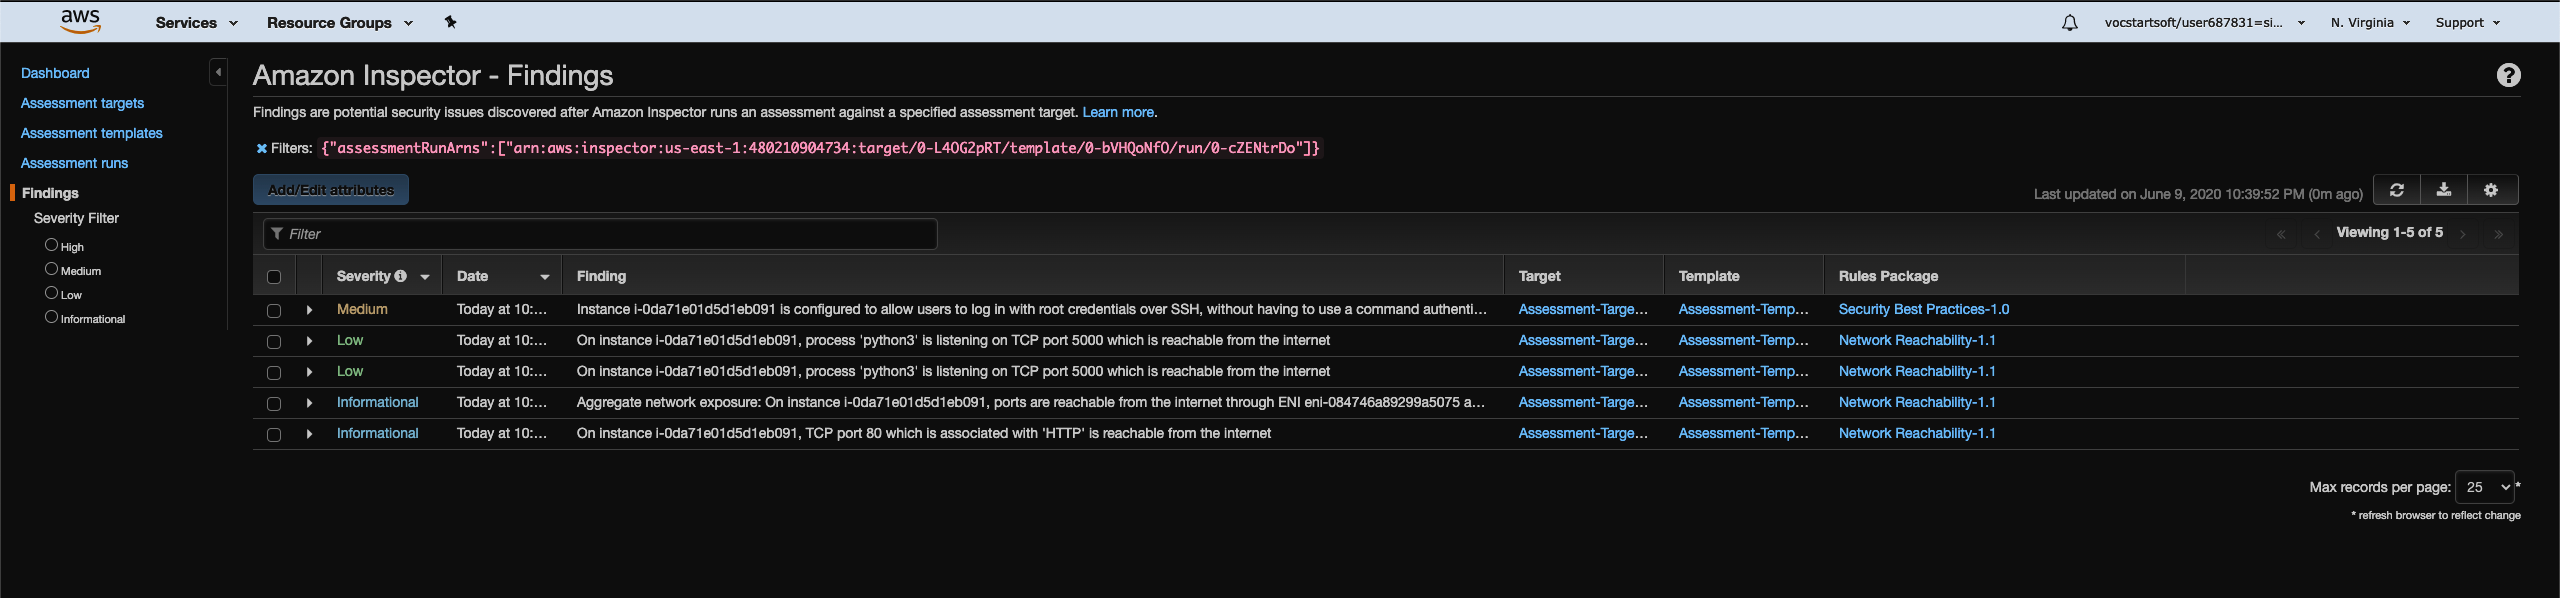 aws Services Resource Groups vocstartsoft/user687831=si... N. Virginia Support
Dashboard
Assessment targets
Assessment templates
Assessment runs
Findings
Severity Filter
High
Medium
Low
Informational
Amazon Inspector - Findings
Findings are potential security issues discovered after Amazon Inspector runs an assessment against a specified assessment target. Learn more.
Filters: {"assessmentRunArns":["arn:aws:inspector:us-east-1:480210904734:target/0-L4OG2pRT/template/0-bVHQoNfO/run/0-cZENtrDo"]}
Add/Edit attributes Last updated on June 9, 2020 10:39:52 PM (0m ago)
Filter « ‹ Viewing 1-5 of 5 › »
Severity Date Finding Target Template Rules Package
Medium Today at 10:... Instance i-0da71e01d5d1eb091 is configured to allow users to log in with root credentials over SSH, without having to use a command authenti... Assessment-Targe... Assessment-Temp... Security Best Practices-1.0
Low Today at 10:... On instance i-0da71e01d5d1eb091, process 'python3' is listening on TCP port 5000 which is reachable from the internet Assessment-Targe... Assessment-Temp... Network Reachability-1.1
Low Today at 10:... On instance i-0da71e01d5d1eb091, process 'python3' is listening on TCP port 5000 which is reachable from the internet Assessment-Targe... Assessment-Temp... Network Reachability-1.1
Informational Today at 10:... Aggregate network exposure: On instance i-0da71e01d5d1eb091, ports are reachable from the internet through ENI eni-084746a89299a5075 a... Assessment-Targe... Assessment-Temp... Network Reachability-1.1
Informational Today at 10:... On instance i-0da71e01d5d1eb091, TCP port 80 which is associated with 'HTTP' is reachable from the internet Assessment-Targe... Assessment-Temp... Network Reachability-1.1
Max records per page: 25 *
* refresh browser to reflect change